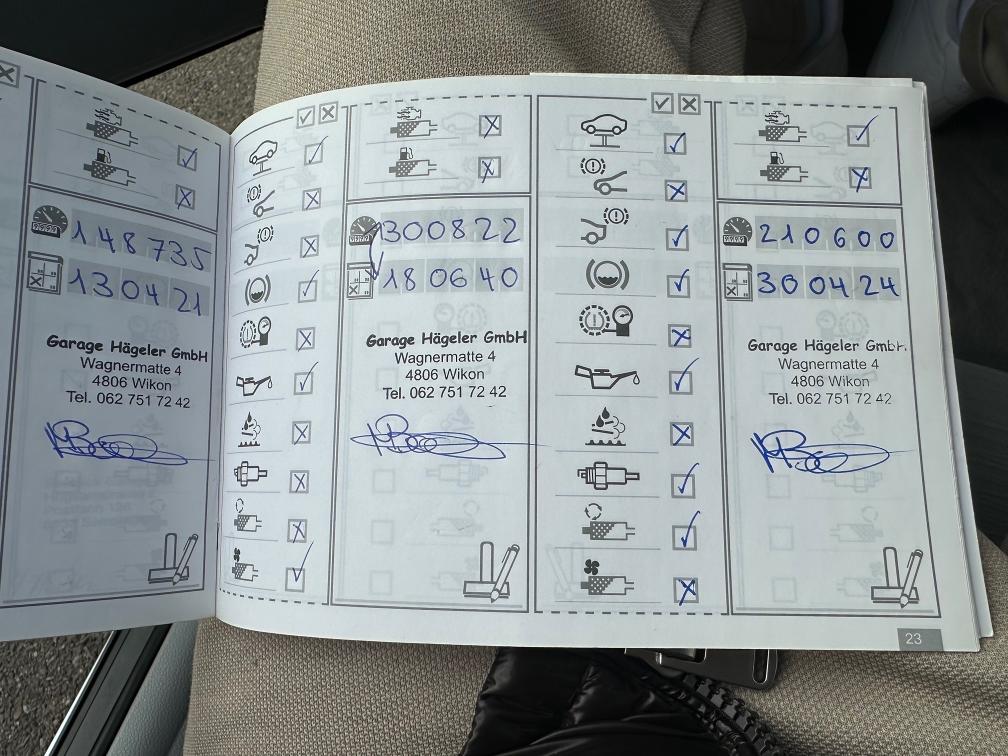 148735
130421
Garage Hägeler GmbH
Wagnermatte 4
4806 Wikon
Tel. 062 751 72 42
300822
180640
Garage Hägeler GmbH
Wagnermatte 4
4806 Wikon
Tel. 062 751 72 42
210600
300424
Garage Hägeler GmbH.
Wagnermatte 4
4806 Wikon
Tel. 062 751 72 42
23